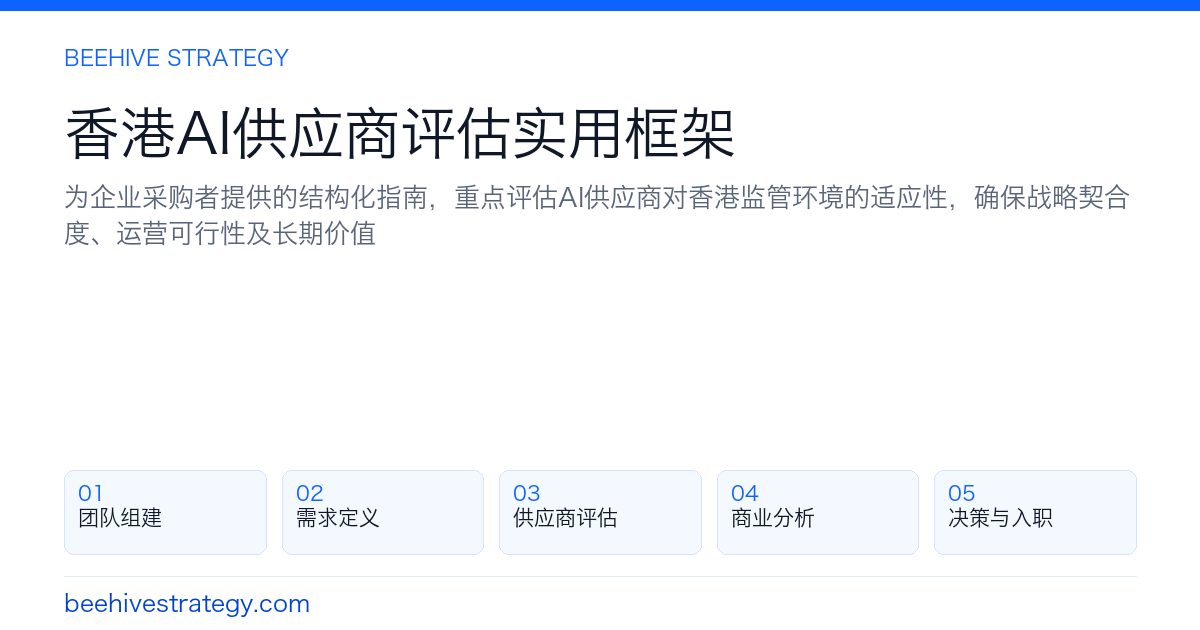 BEEHIVE STRATEGY
香港AI供应商评估实用框架
为企业采购者提供的结构化指南，重点评估AI供应商对香港监管环境的适应性，确保战略契合
度、运营可行性及长期价值
01
团队组建
02
需求定义
03
供应商评估
04
商业分析
05
决策与入职
beehivestrategy.com